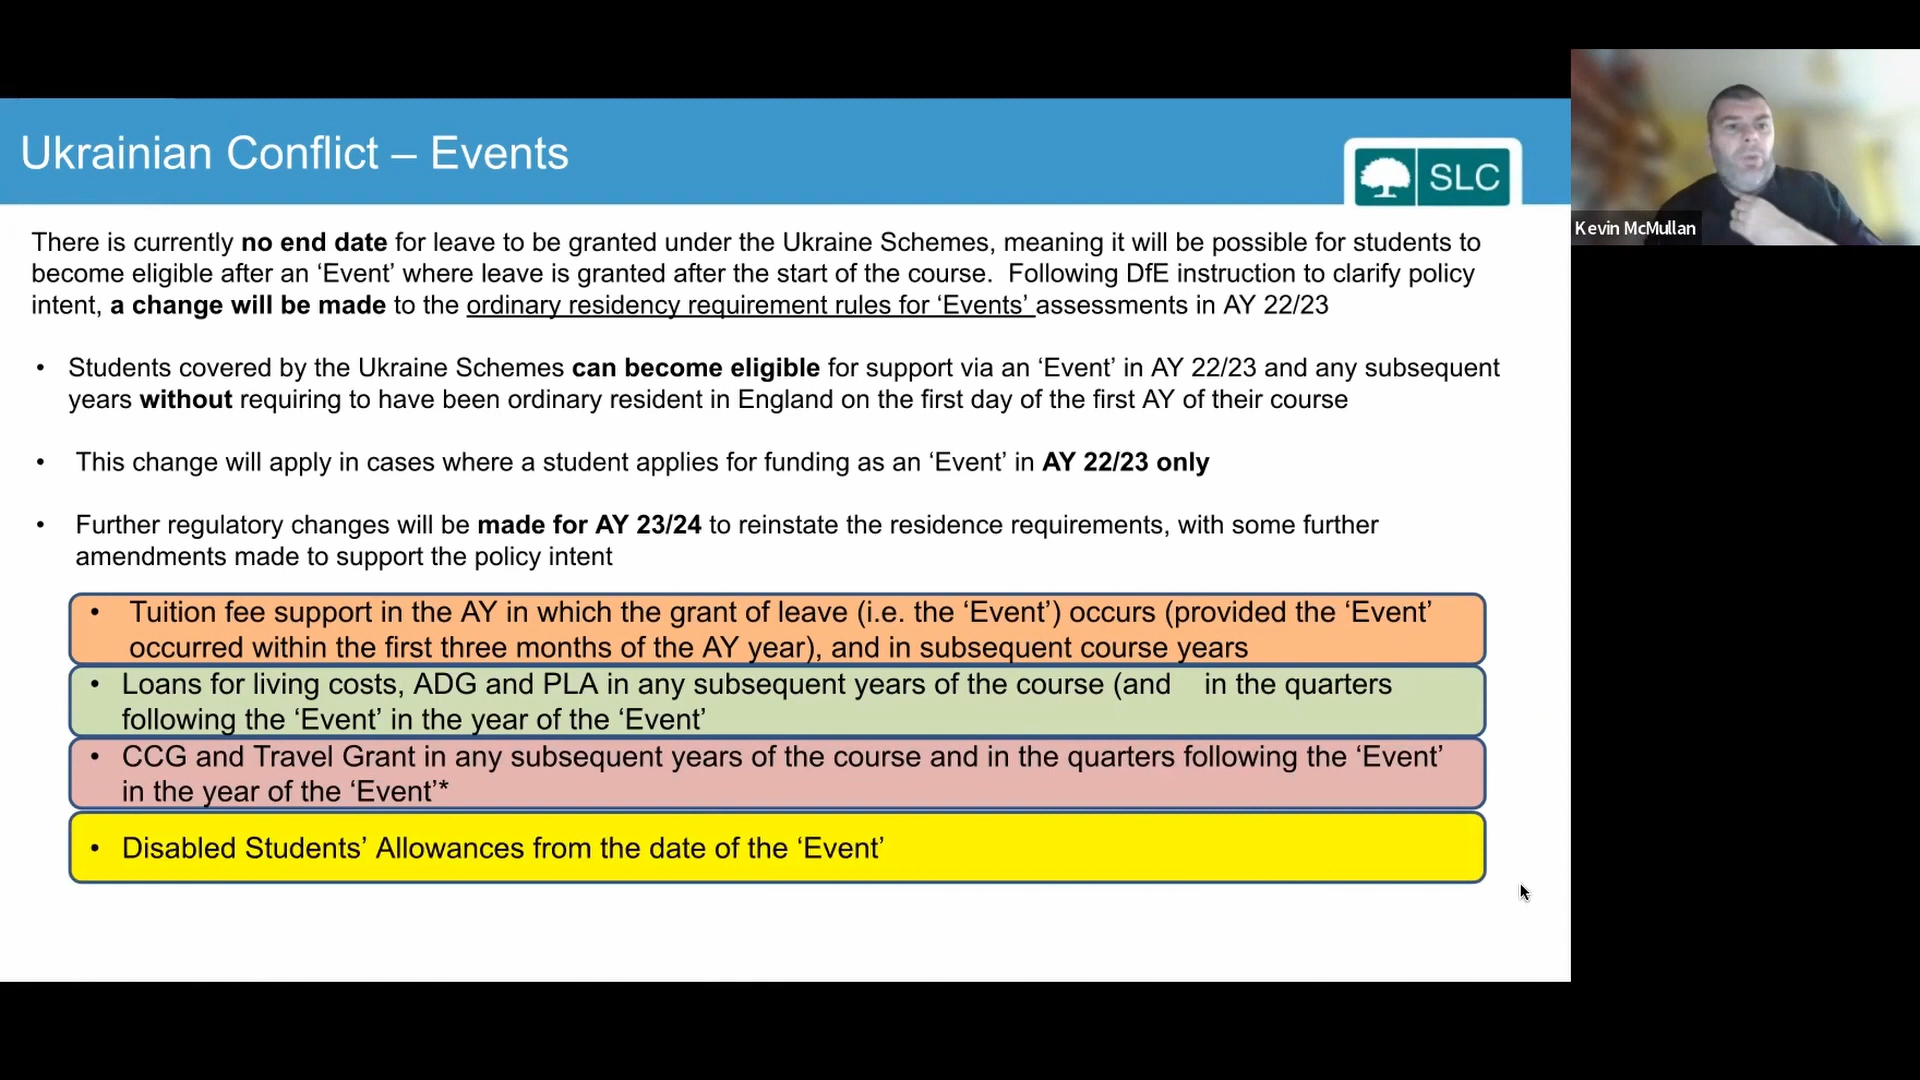 Ukrainian Conflict – Events
SLC
Kevin McMullan
There is currently no end date for leave to be granted under the Ukraine Schemes, meaning it will be possible for students to
become eligible after an ‘Event’ where leave is granted after the start of the course.  Following DfE instruction to clarify policy
intent, a change will be made to the ordinary residency requirement rules for ‘Events’ assessments in AY 22/23
• Students covered by the Ukraine Schemes can become eligible for support via an ‘Event’ in AY 22/23 and any subsequent
years without requiring to have been ordinary resident in England on the first day of the first AY of their course
• This change will apply in cases where a student applies for funding as an ‘Event’ in AY 22/23 only
• Further regulatory changes will be made for AY 23/24 to reinstate the residence requirements, with some further
amendments made to support the policy intent
• Tuition fee support in the AY in which the grant of leave (i.e. the ‘Event’) occurs (provided the ‘Event’
occurred within the first three months of the AY year), and in subsequent course years
• Loans for living costs, ADG and PLA in any subsequent years of the course (and    in the quarters
following the ‘Event’ in the year of the ‘Event’
• CCG and Travel Grant in any subsequent years of the course and in the quarters following the ‘Event’
in the year of the ‘Event’*
• Disabled Students’ Allowances from the date of the ‘Event’